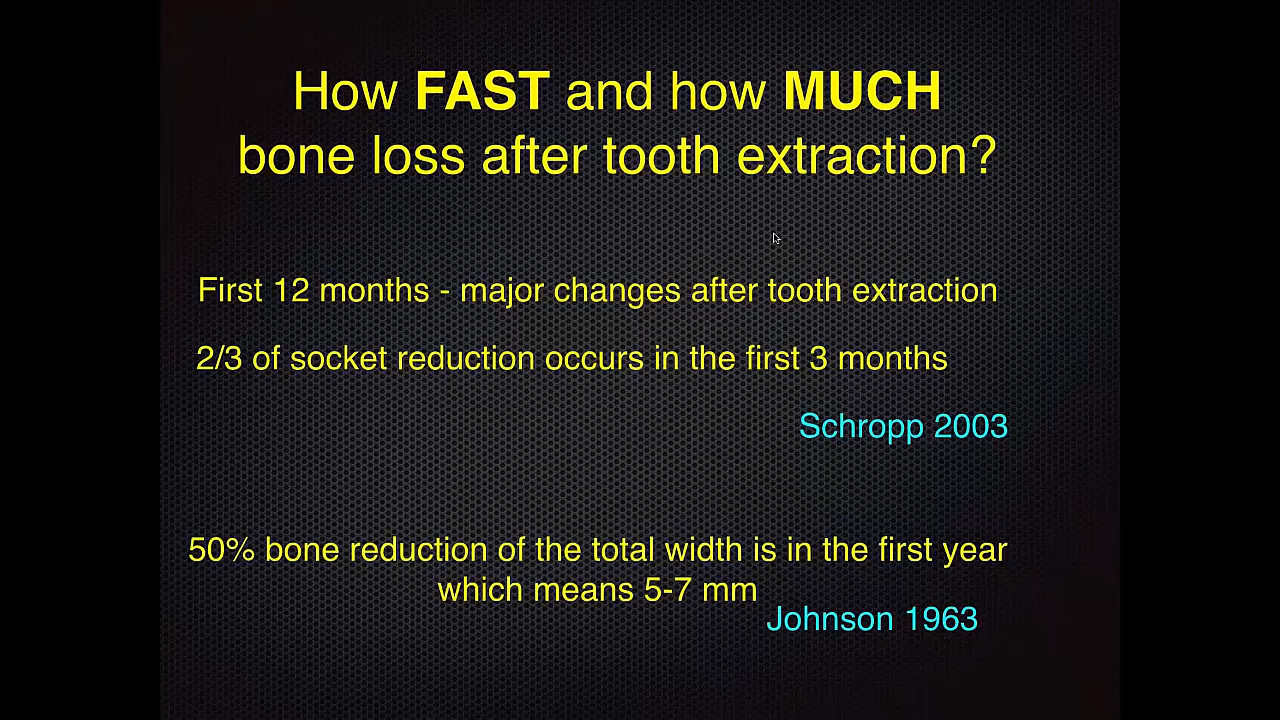 How FAST and how MUCH
bone loss after tooth extraction?
First 12 months - major changes after tooth extraction
2/3 of socket reduction occurs in the first 3 months
Schropp 2003
50% bone reduction of the total width is in the first year
which means 5-7 mm
Johnson 1963